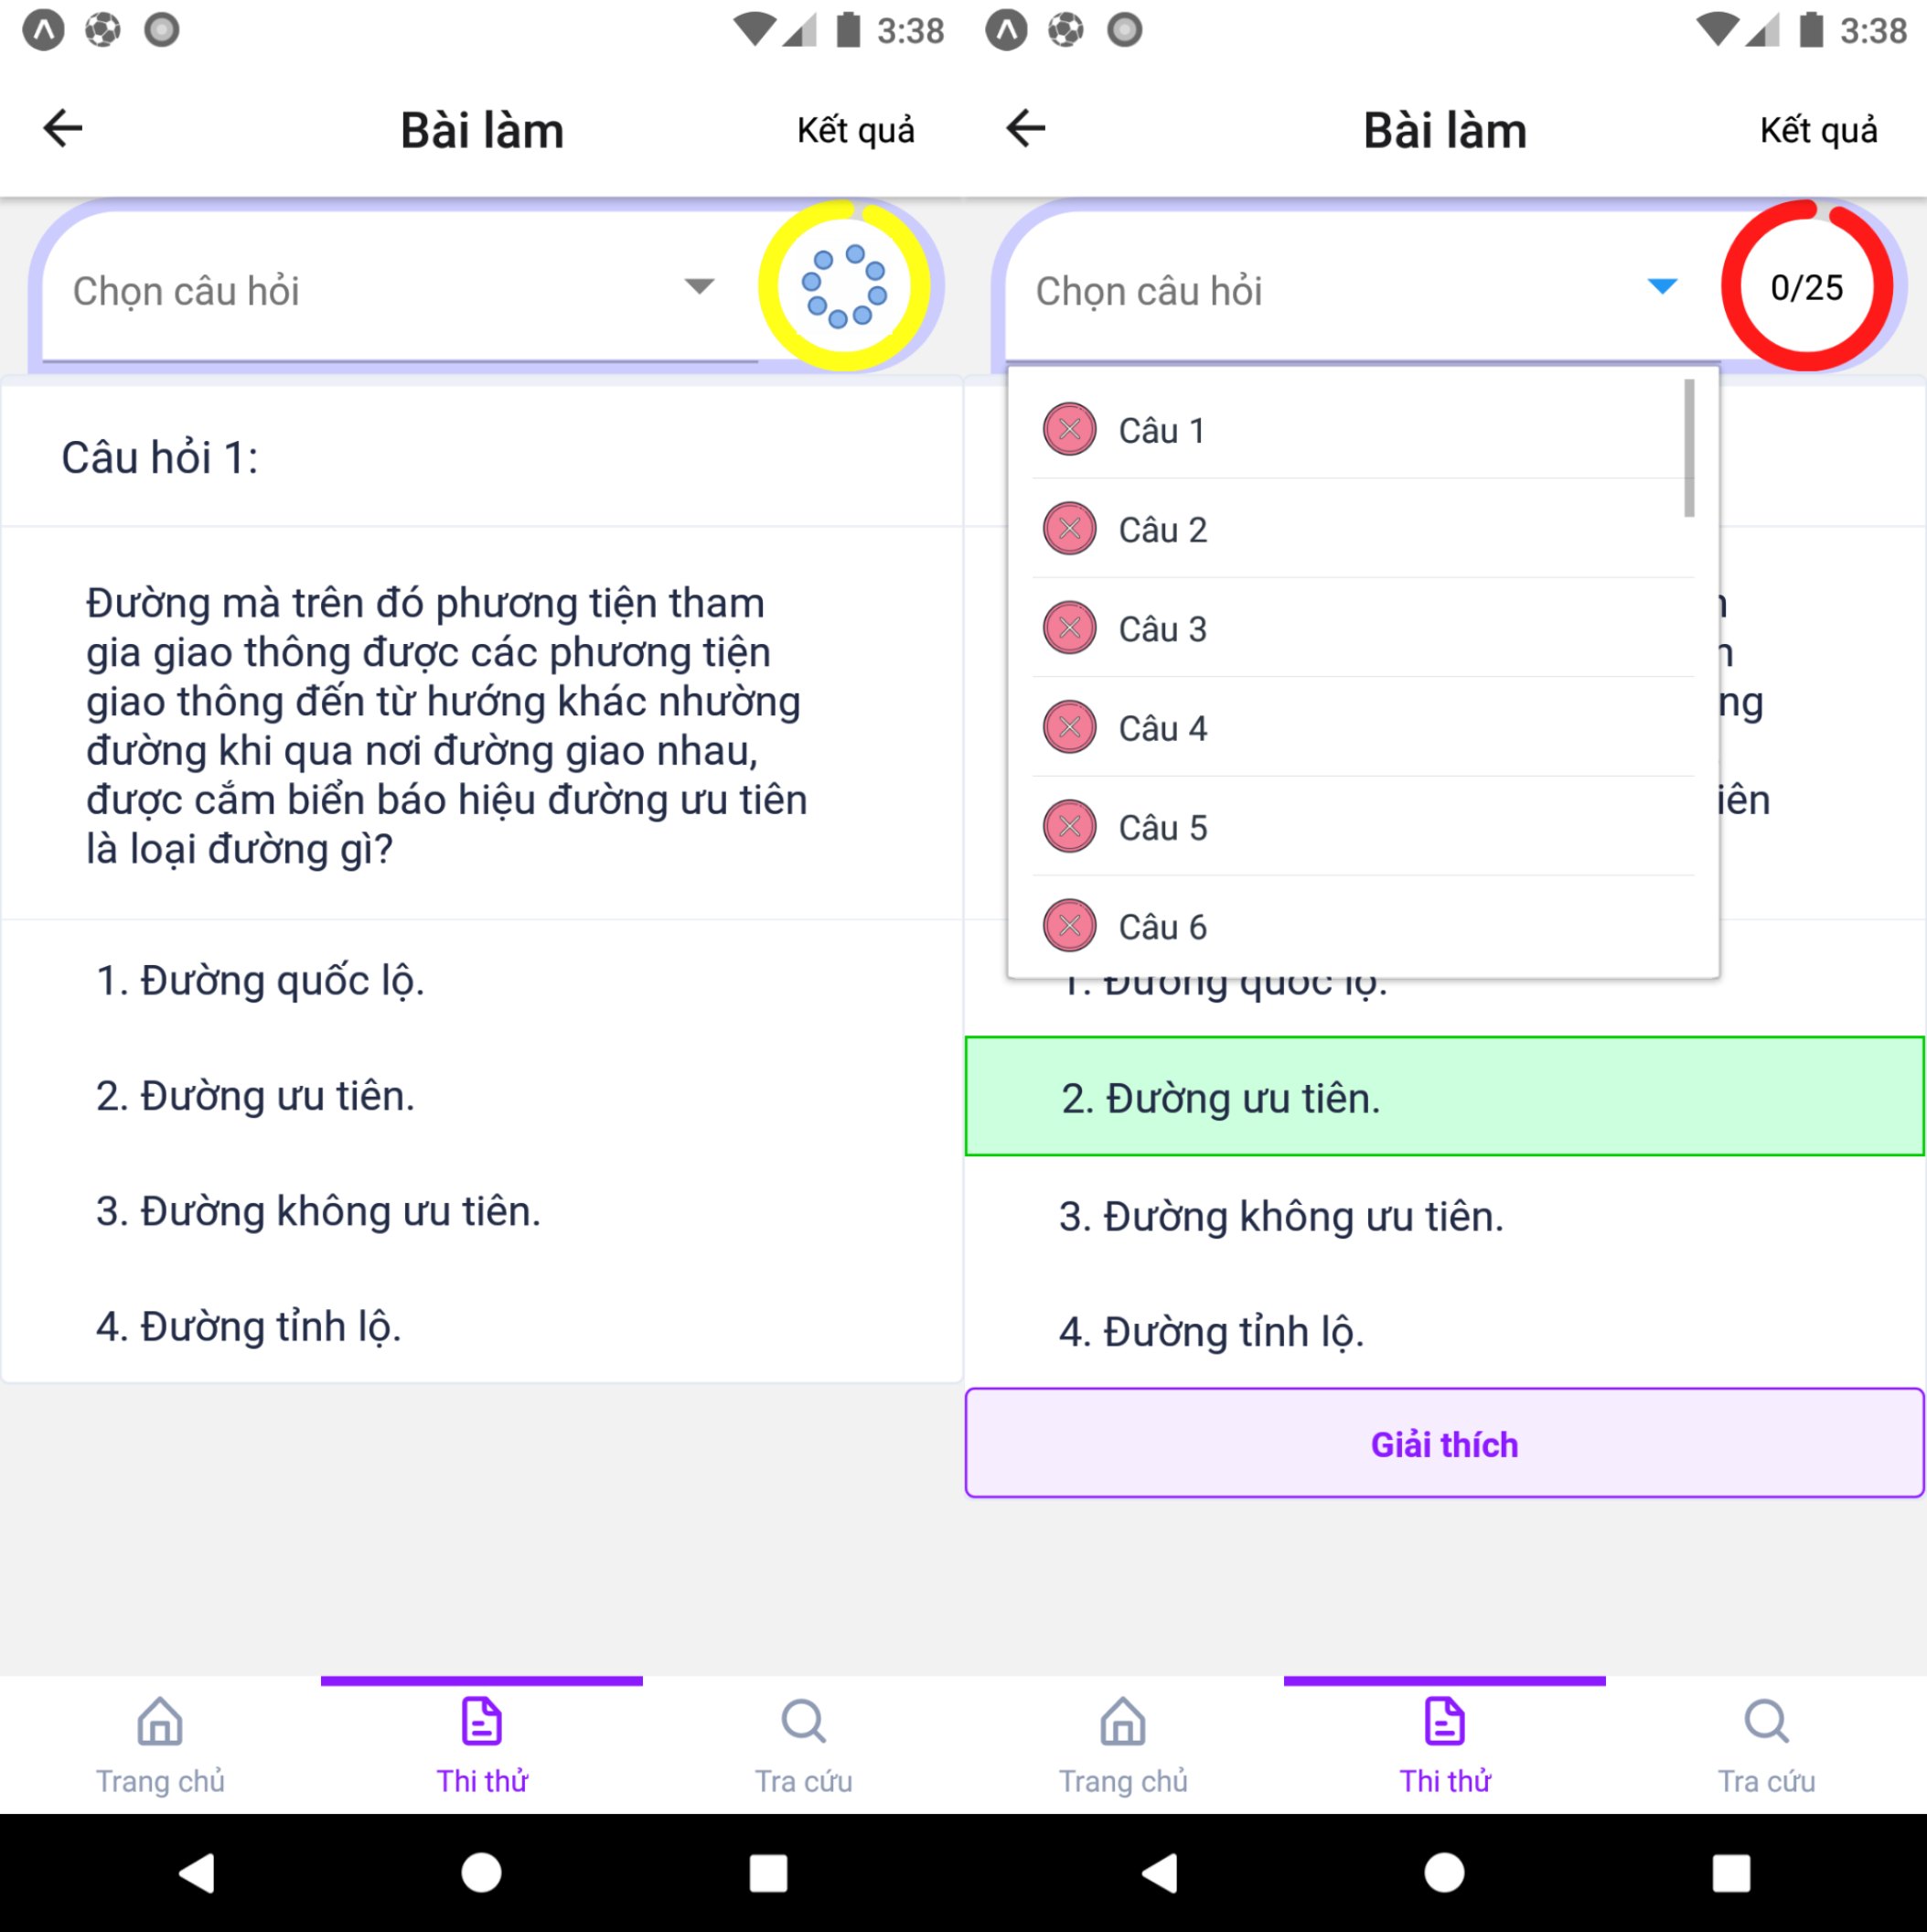 3:38
Bài làm
Kết quả
Chọn câu hỏi
Câu hỏi 1:
Đường mà trên đó phương tiện tham
gia giao thông được các phương tiện
giao thông đến từ hướng khác nhường
đường khi qua nơi đường giao nhau,
được cắm biển báo hiệu đường ưu tiên
là loại đường gì?
1. Đường quốc lộ.
2. Đường ưu tiên.
3. Đường không ưu tiên.
4. Đường tỉnh lộ.
Trang chủ
Thi thử
Tra cứu
3:38
Bài làm
Kết quả
Chọn câu hỏi
0/25
Câu 1
Câu 2
Câu 3
Câu 4
Câu 5
Câu 6
1. Đường quốc lộ.
2. Đường ưu tiên.
3. Đường không ưu tiên.
4. Đường tỉnh lộ.
Giải thích
Trang chủ
Thi thử
Tra cứu